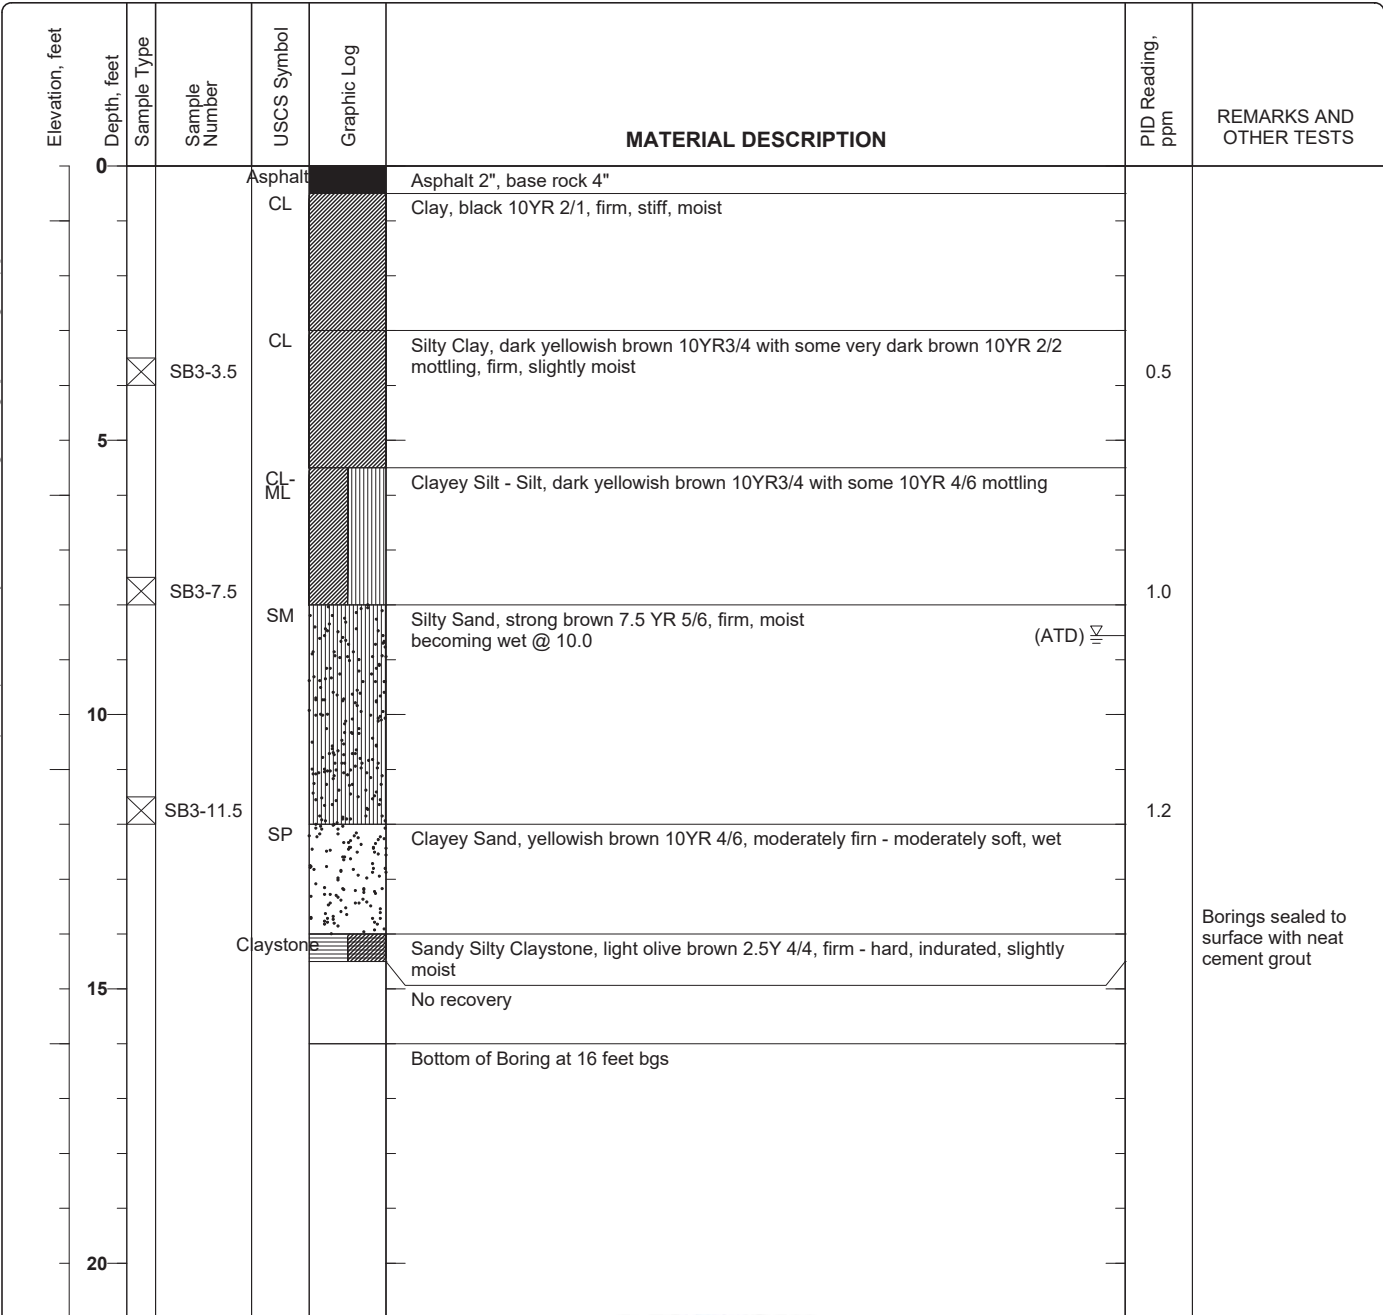 Elevation, feet
Depth, feet
Sample Type
Sample
Number
USCS Symbol
Graphic Log
MATERIAL DESCRIPTION
PID Reading,
ppm
REMARKS AND
OTHER TESTS
0
Asphalt
Asphalt 2", base rock 4"
CL
Clay, black 10YR 2/1, firm, stiff, moist
CL
Silty Clay, dark yellowish brown 10YR3/4 with some very dark brown 10YR 2/2
mottling, firm, slightly moist
SB3-3.5
0.5
5
CL-
ML
Clayey Silt - Silt, dark yellowish brown 10YR3/4 with some 10YR 4/6 mottling
SB3-7.5
1.0
SM
Silty Sand, strong brown 7.5 YR 5/6, firm, moist
becoming wet @ 10.0
(ATD)
10
SB3-11.5
1.2
SP
Clayey Sand, yellowish brown 10YR 4/6, moderately firn - moderately soft, wet
Claystone
Sandy Silty Claystone, light olive brown 2.5Y 4/4, firm - hard, indurated, slightly
moist
Borings sealed to
surface with neat
cement grout
15
No recovery
Bottom of Boring at 16 feet bgs
20